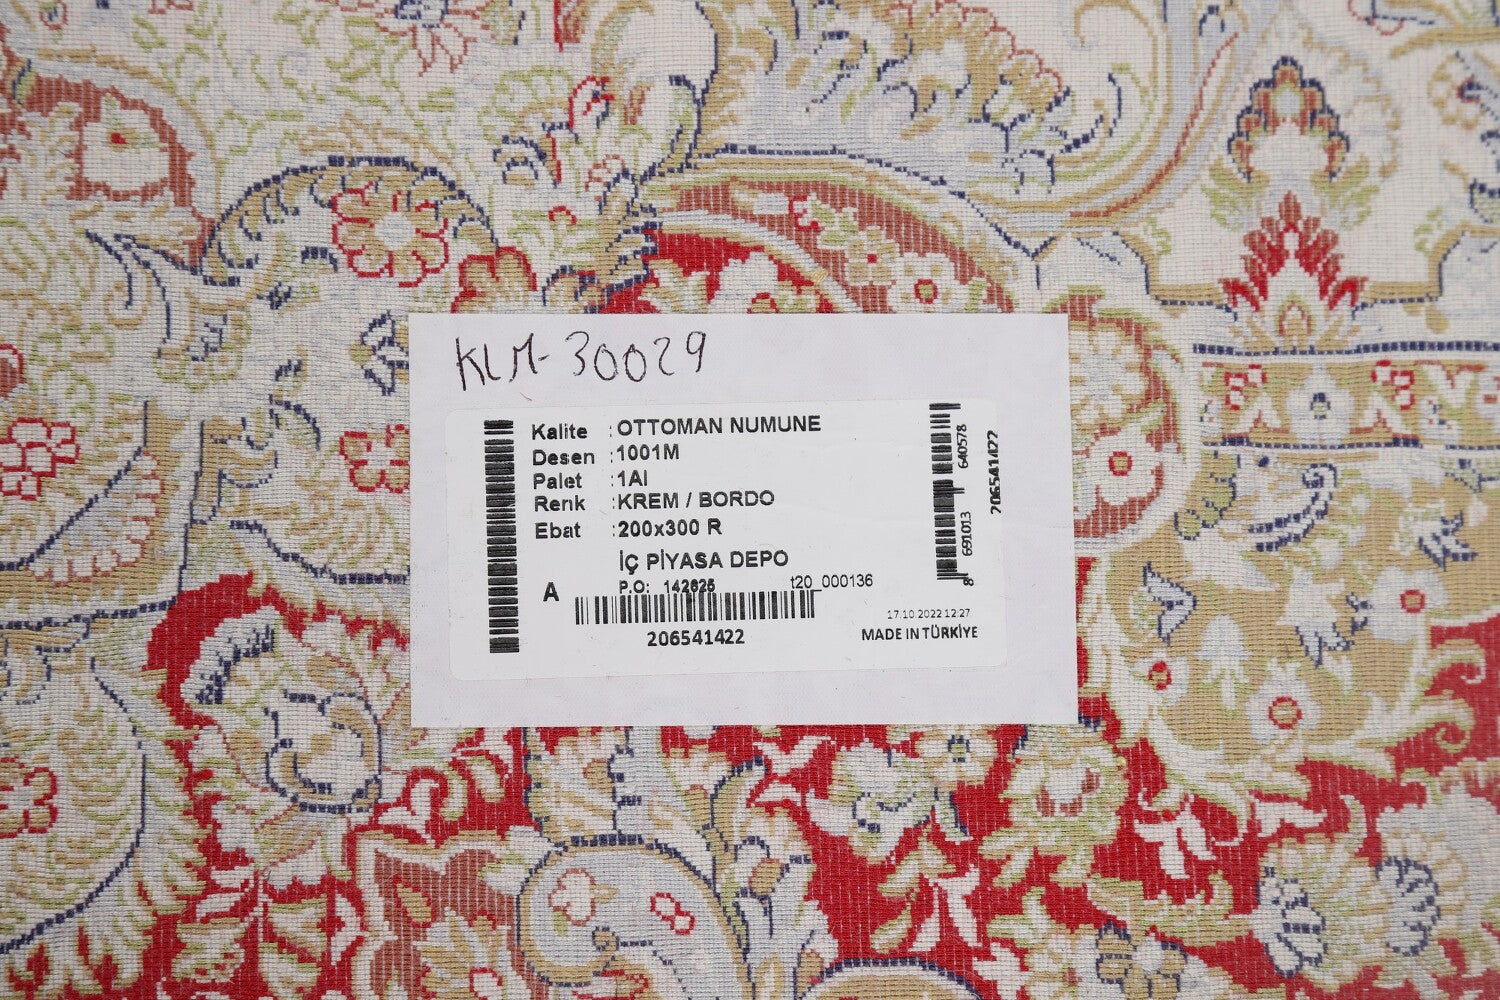 KLM-30029
Kalite : OTTOMAN NUMUNE
Desen : 1001M
Palet : 1AI
Renk : KREM / BORDO
Ebat : 200x300 R
İÇ PİYASA DEPO
A
P.O: 142625 t20_000136
206541422
17.10.2022 12:27
MADE IN TÜRKİYE
8 691013 640578
206541422